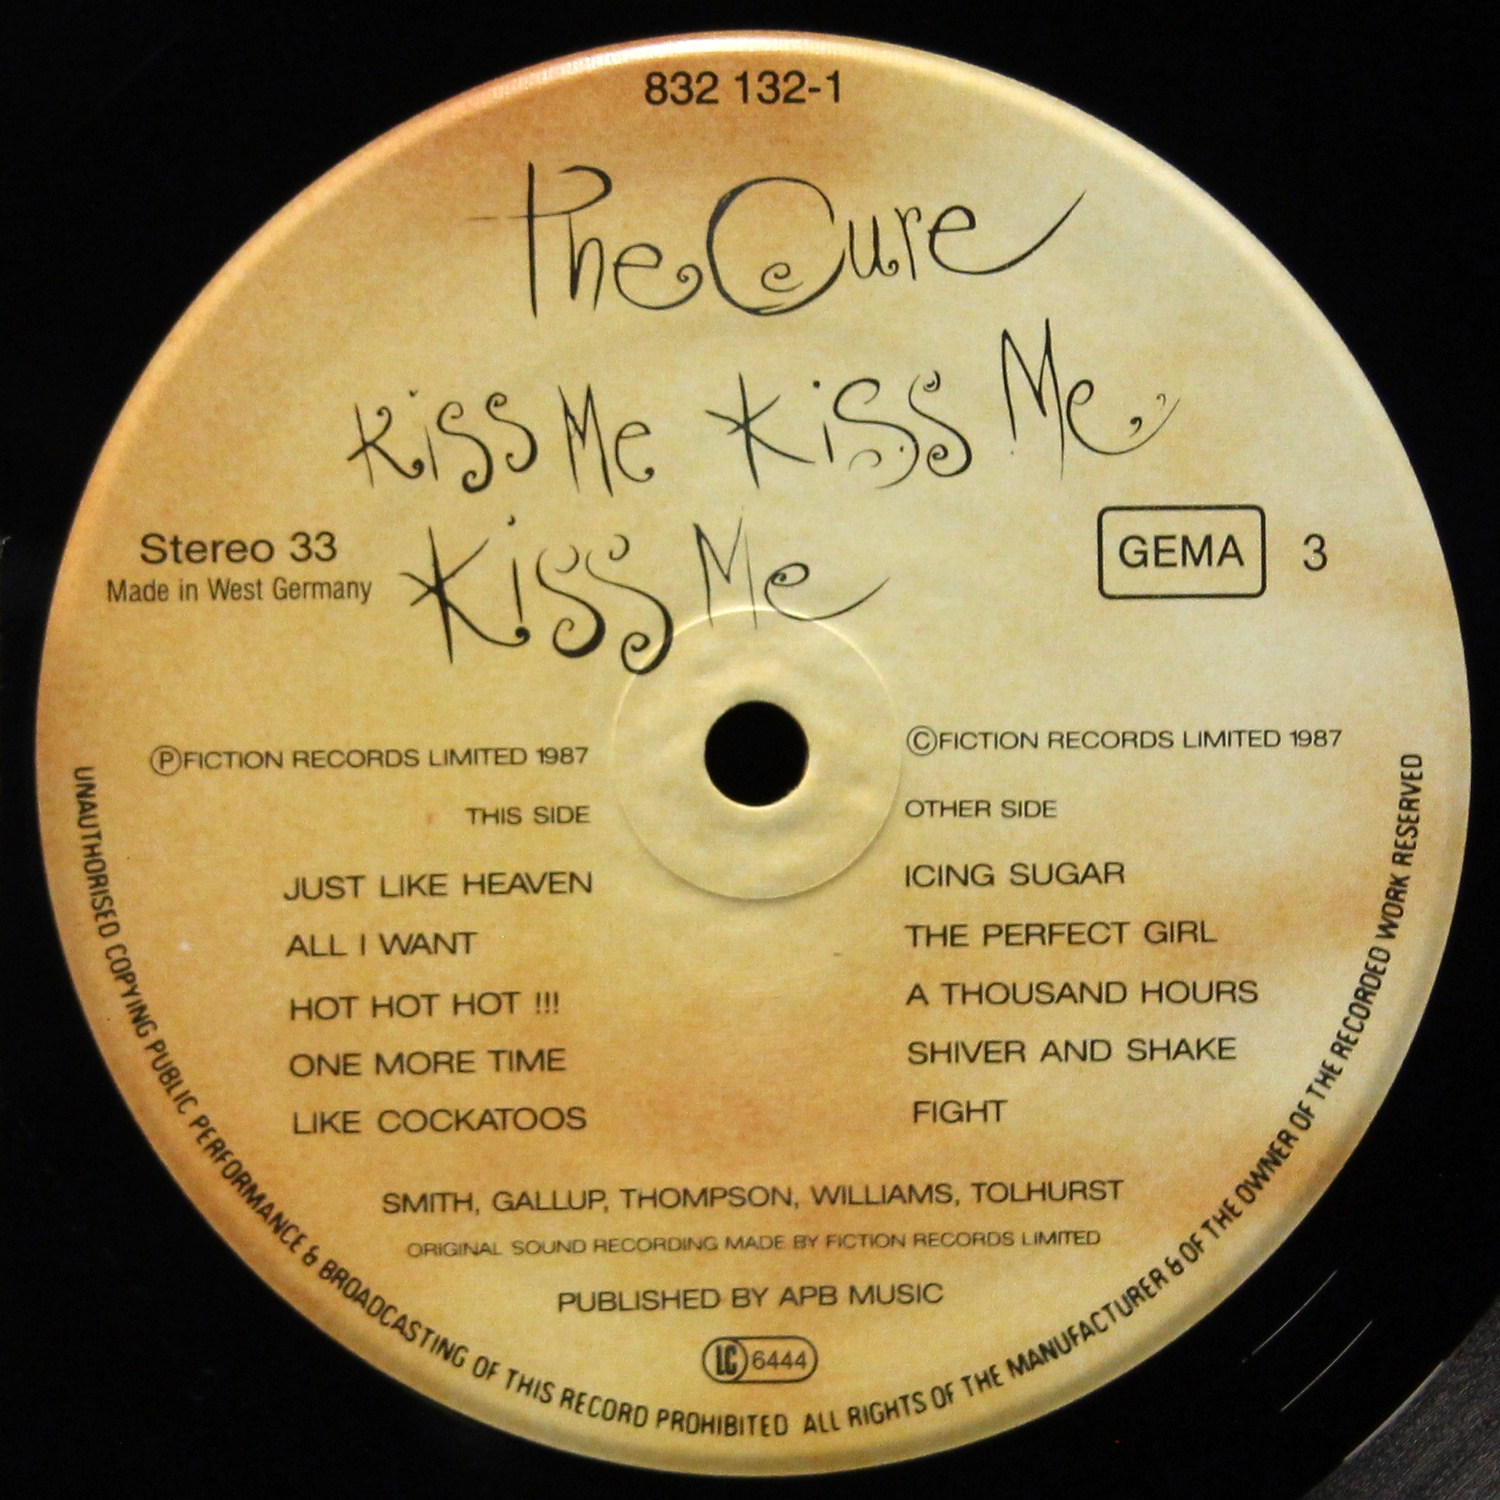 832 132-1
The Cure
Kiss Me Kiss Me
Kiss Me
Stereo 33
Made in West Germany
GEMA 3
ⓅFICTION RECORDS LIMITED 1987
THIS SIDE
JUST LIKE HEAVEN
ALL I WANT
HOT HOT HOT !!!
ONE MORE TIME
LIKE COCKATOOS
©FICTION RECORDS LIMITED 1987
OTHER SIDE
ICING SUGAR
THE PERFECT GIRL
A THOUSAND HOURS
SHIVER AND SHAKE
FIGHT
SMITH, GALLUP, THOMPSON, WILLIAMS, TOLHURST
ORIGINAL SOUND RECORDING MADE BY FICTION RECORDS LIMITED
PUBLISHED BY APB MUSIC
LC 6444
UNAUTHORISED COPYING PUBLIC PERFORMANCE & BROADCASTING OF THIS RECORD PROHIBITED ALL RIGHTS OF THE MANUFACTURER & OF THE OWNER OF THE RECORDED WORK RESERVED